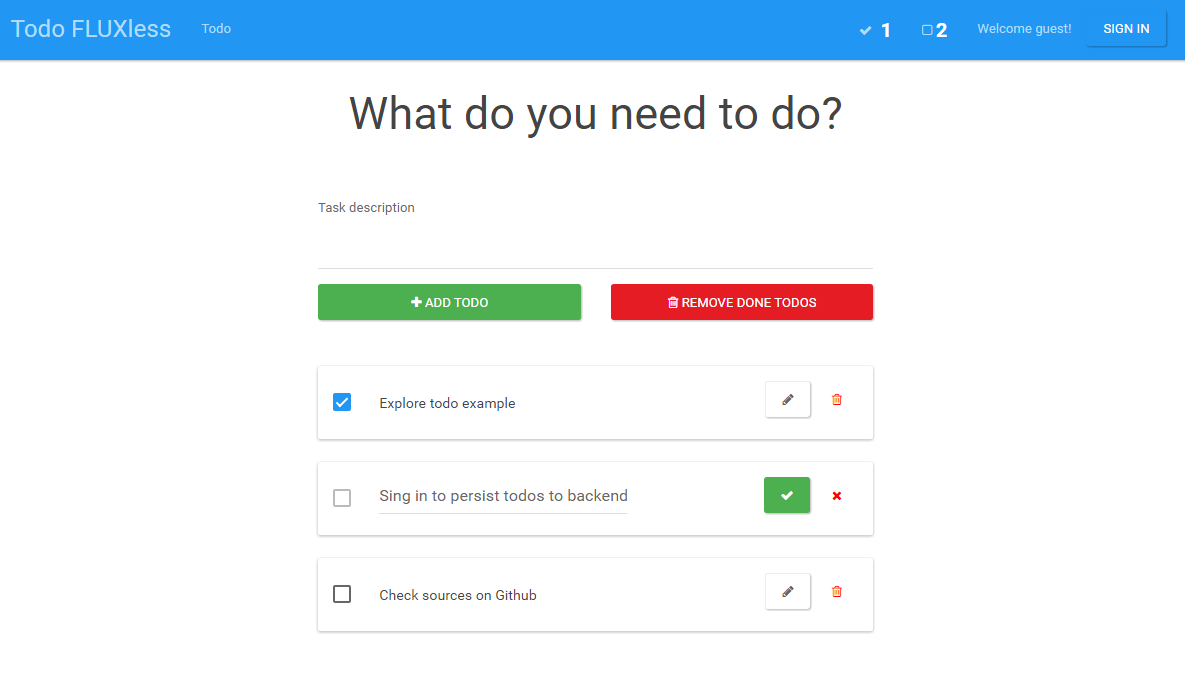 Todo FLUXless Todo 1 2 Welcome guest! SIGN IN
What do you need to do?
Task description
ADD TODO REMOVE DONE TODOS
Explore todo example
Sing in to persist todos to backend
Check sources on Github